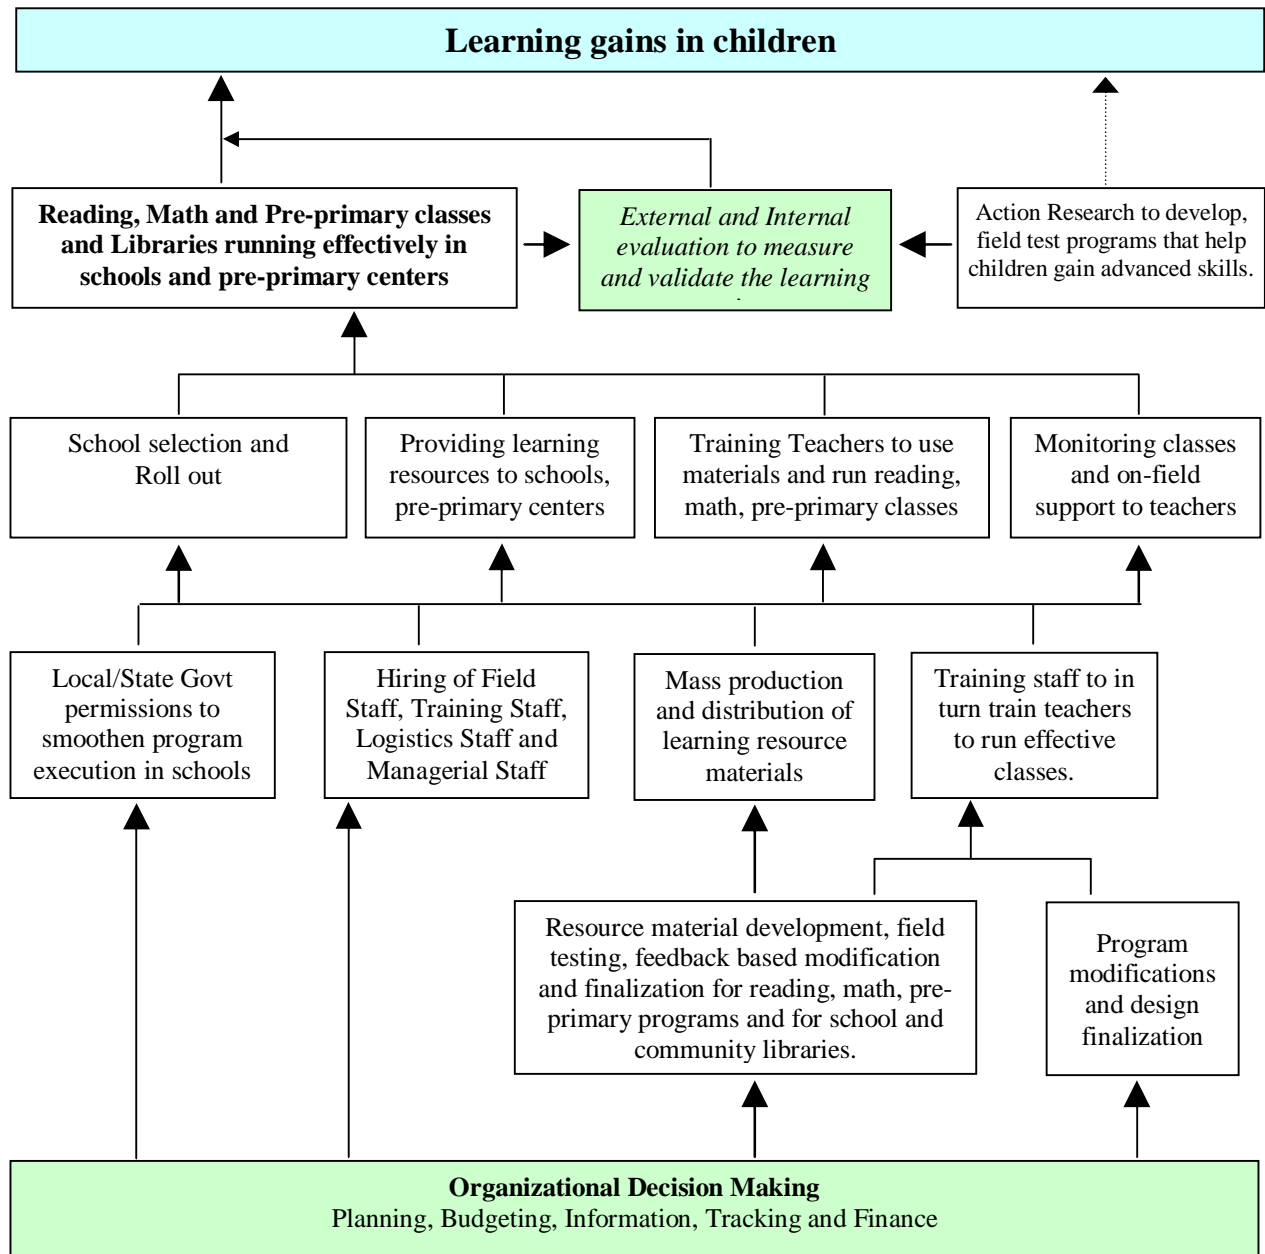 Learning gains in children
Reading, Math and Pre-primary classes
and Libraries running effectively in
schools and pre-primary centers
External and Internal
evaluation to measure
and validate the learning
Action Research to develop,
field test programs that help
children gain advanced skills.
School selection and
Roll out
Providing learning
resources to schools,
pre-primary centers
Training Teachers to use
materials and run reading,
math, pre-primary classes
Monitoring classes
and on-field
support to teachers
Local/State Govt
permissions to
smoothen program
execution in schools
Hiring of Field
Staff, Training Staff,
Logistics Staff and
Managerial Staff
Mass production
and distribution of
learning resource
materials
Training staff to in
turn train teachers
to run effective
classes.
Resource material development, field
testing, feedback based modification
and finalization for reading, math, pre-
primary programs and for school and
community libraries.
Program
modifications
and design
finalization
Organizational Decision Making
Planning, Budgeting, Information, Tracking and Finance